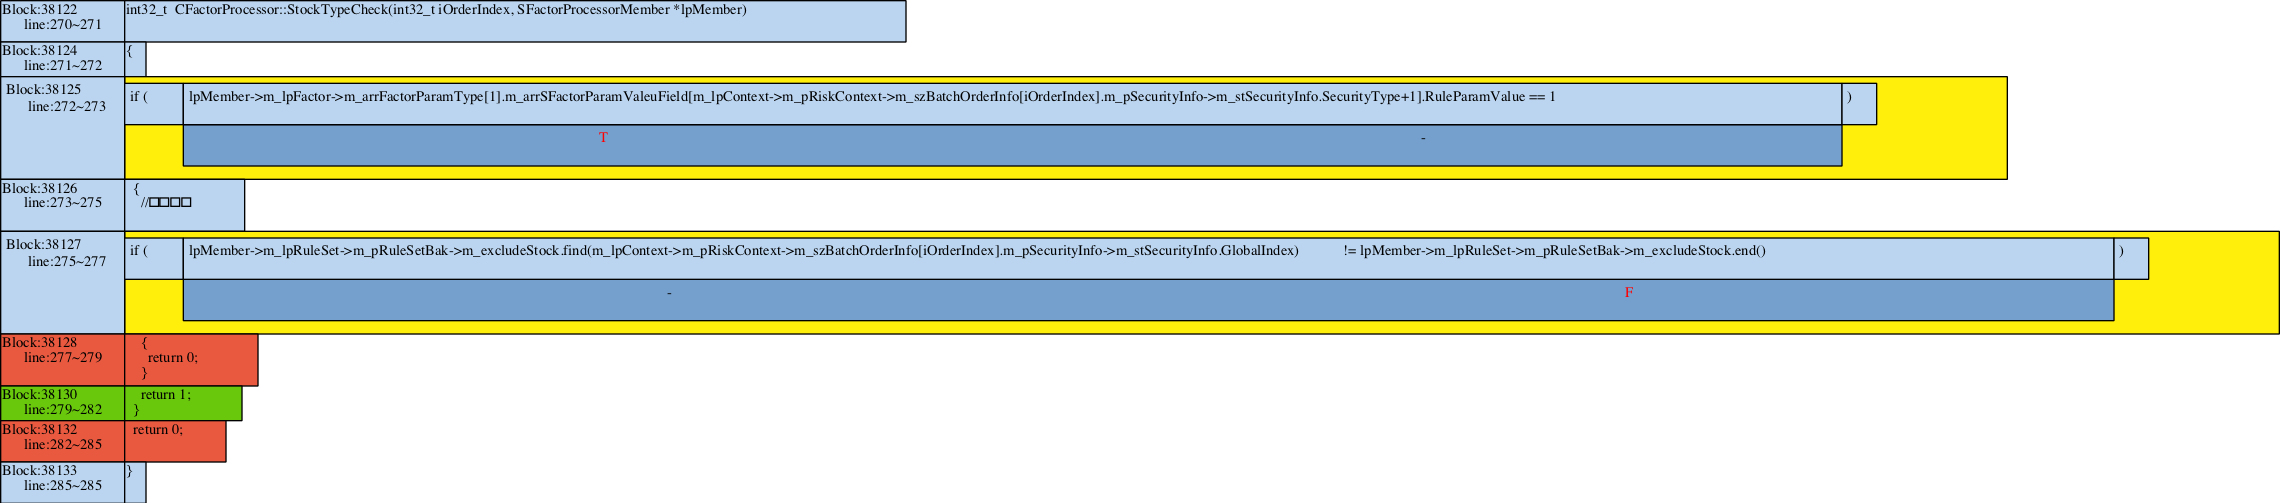 Block:38122 int32_t CFactorProcessor::StockTypeCheck(int32_t iOrderIndex, SFactorProcessorMember *lpMember)
line:270~271
Block:38124 {
line:271~272
Block:38125 if ( lpMember->m_lpFactor->m_arrFactorParamType[1].m_arrSFactorParamValeuField[m_lpContext->m_pRiskContext->m_szBatchOrderInfo[iOrderIndex].m_pSecurityInfo->m_stSecurityInfo.SecurityType+1].RuleParamValue == 1 )
line:272~273
T -
Block:38126 {
line:273~275 //□□□□
Block:38127 if ( lpMember->m_lpRuleSet->m_pRuleSetBak->m_excludeStock.find(m_lpContext->m_pRiskContext->m_szBatchOrderInfo[iOrderIndex].m_pSecurityInfo->m_stSecurityInfo.GlobalIndex) != lpMember->m_lpRuleSet->m_pRuleSetBak->m_excludeStock.end() )
line:275~277
- F
Block:38128 {
line:277~279 return 0;
}
Block:38130 return 1;
line:279~282 }
Block:38132 return 0;
line:282~285
Block:38133 }
line:285~285